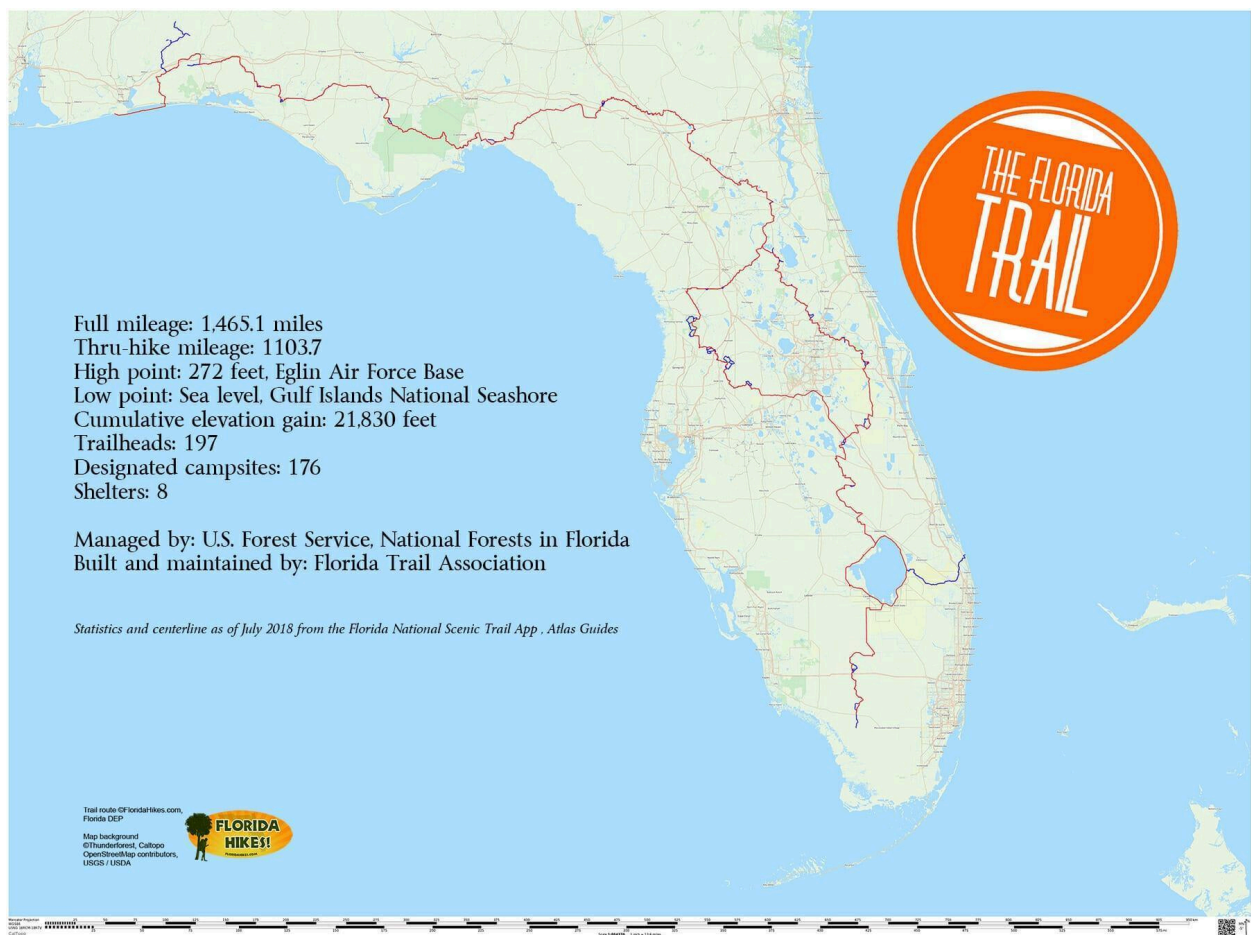 THE FLORIDA
TRAIL
Full mileage: 1,465.1 miles
Thru-hike mileage: 1103.7
High point: 272 feet, Eglin Air Force Base
Low point: Sea level, Gulf Islands National Seashore
Cumulative elevation gain: 21,830 feet
Trailheads: 197
Designated campsites: 176
Shelters: 8
Managed by: U.S. Forest Service, National Forests in Florida
Built and maintained by: Florida Trail Association
Statistics and centerline as of July 2018 from the Florida National Scenic Trail App , Atlas Guides
Trail route ©FloridaHikes.com,
Florida DEP
Map background
©Thunderforest, Caltopo
OpenStreetMap contributors,
USGS / USDA
FLORIDA
HIKES!